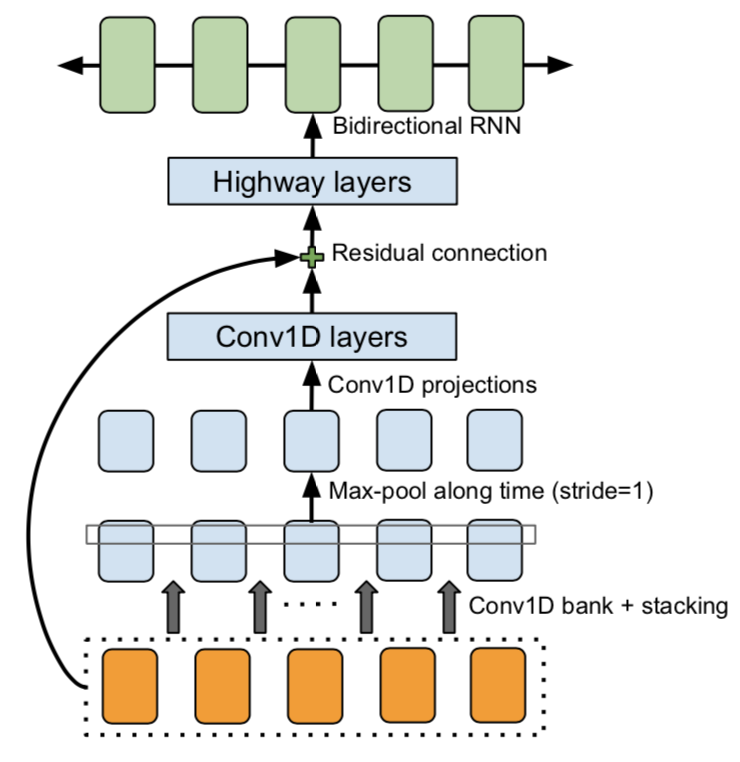 Bidirectional RNN
Highway layers
Residual connection
Conv1D layers
Conv1D projections
Max-pool along time (stride=1)
Conv1D bank + stacking